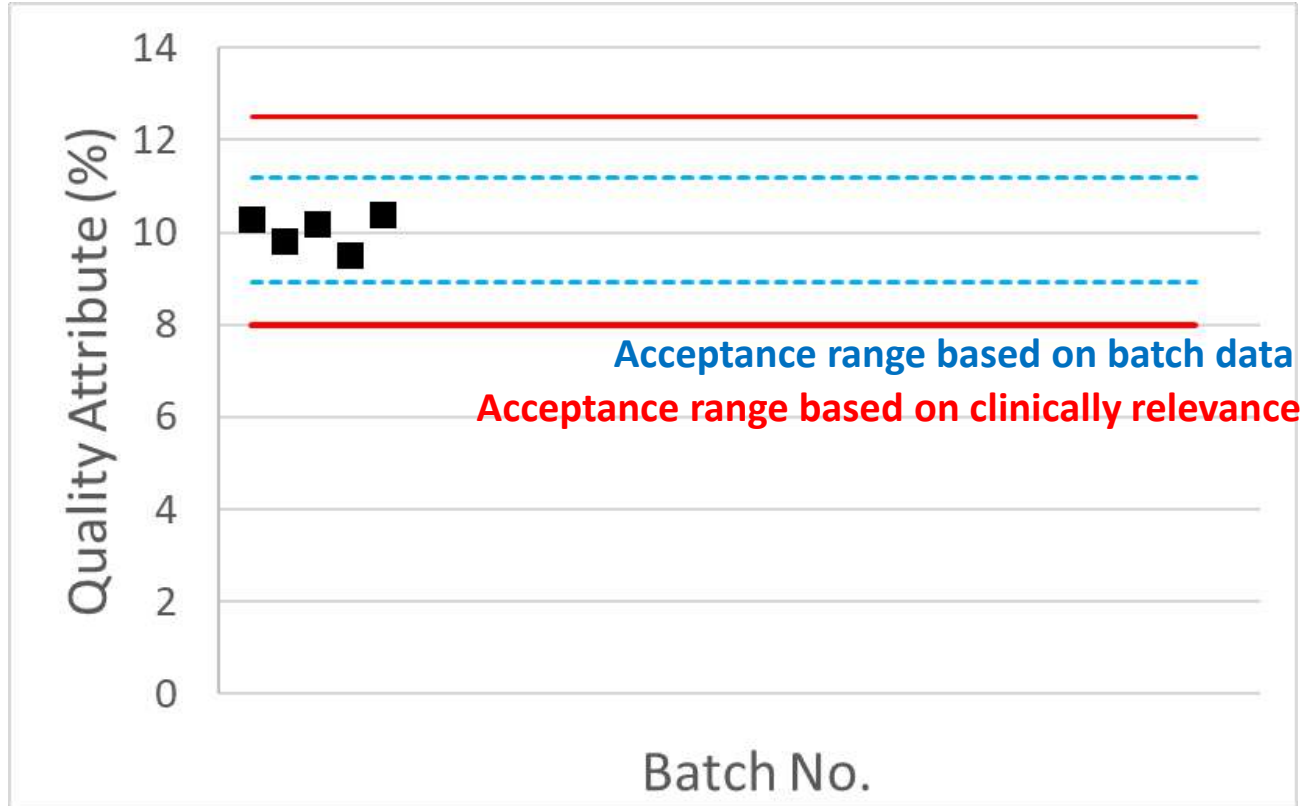 Quality Attribute (%)
14
12
10
8
6
4
2
0
Acceptance range based on batch data
Acceptance range based on clinically relevance
Batch No.